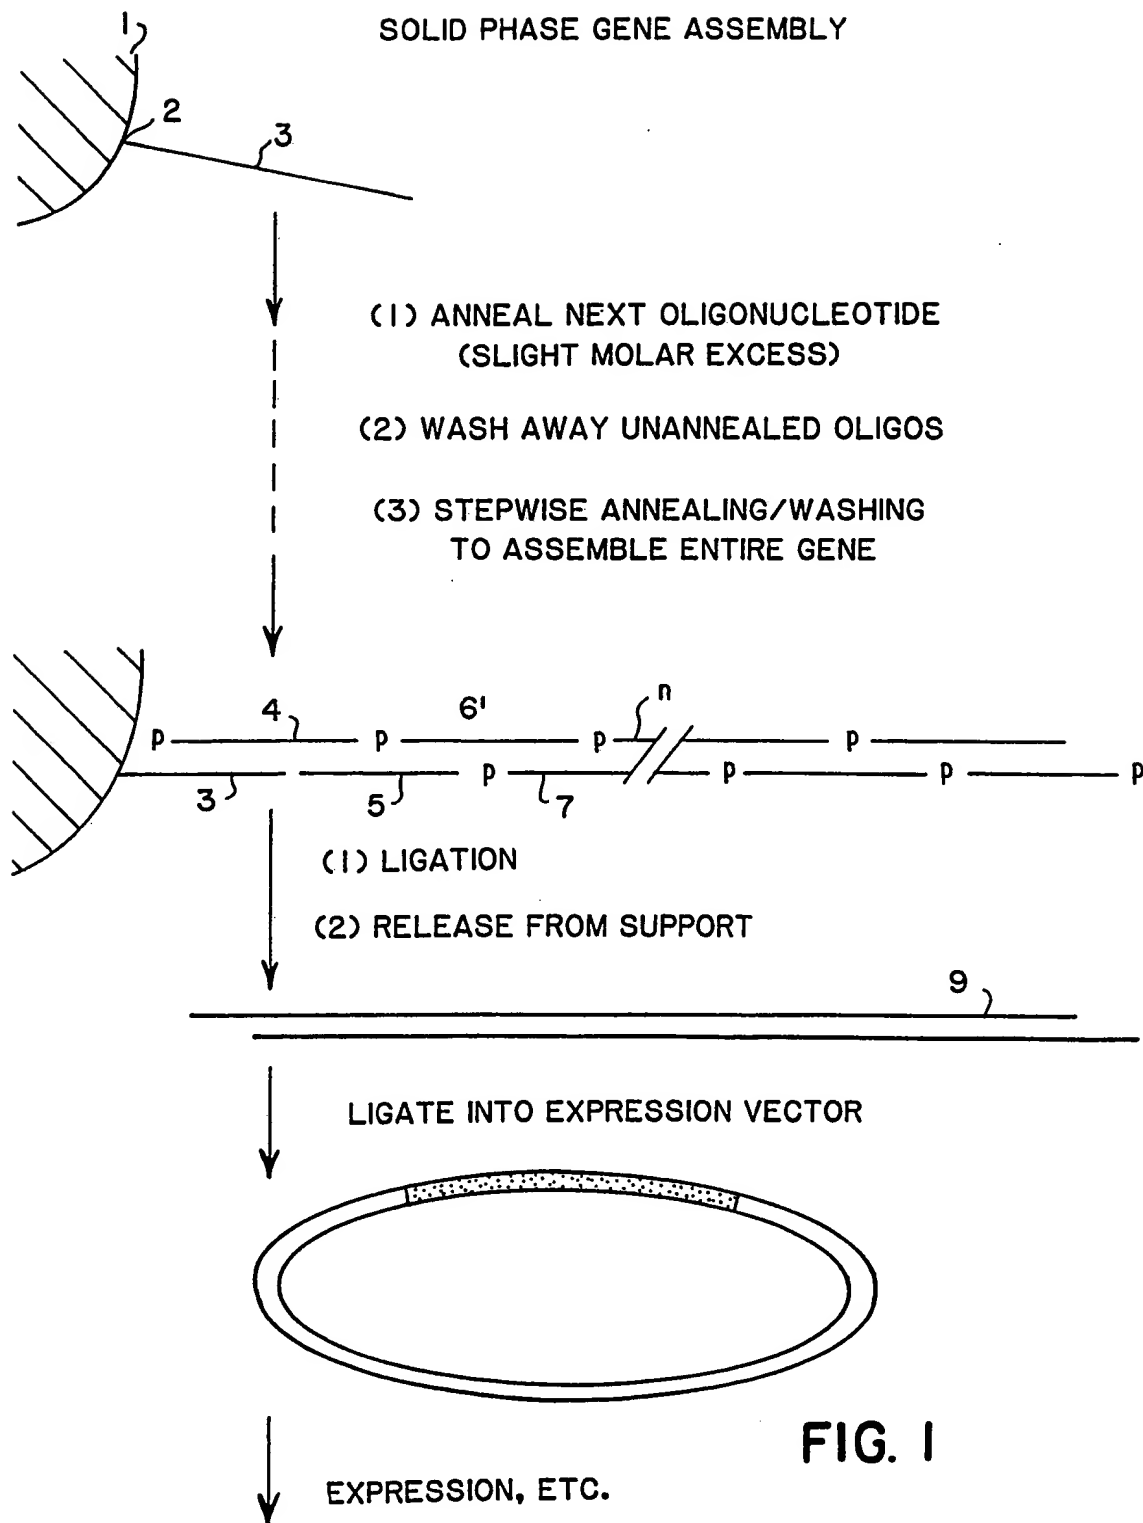 SOLID PHASE GENE ASSEMBLY
1
2
3
(1) ANNEAL NEXT OLIGONUCLEOTIDE
(SLIGHT MOLAR EXCESS)
(2) WASH AWAY UNANNEALED OLIGOS
(3) STEPWISE ANNEALING/WASHING
TO ASSEMBLE ENTIRE GENE
4 6' n
p p p p
p p p p
3 5 7
(1) LIGATION
(2) RELEASE FROM SUPPORT
9
LIGATE INTO EXPRESSION VECTOR
FIG. 1
EXPRESSION, ETC.